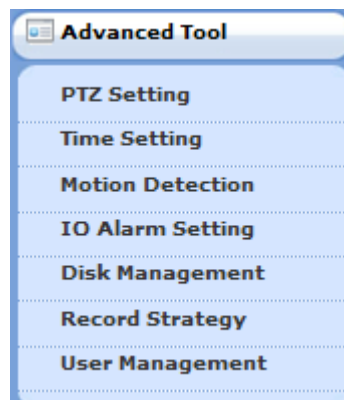 Advanced Tool
PTZ Setting
Time Setting
Motion Detection
IO Alarm Setting
Disk Management
Record Strategy
User Management